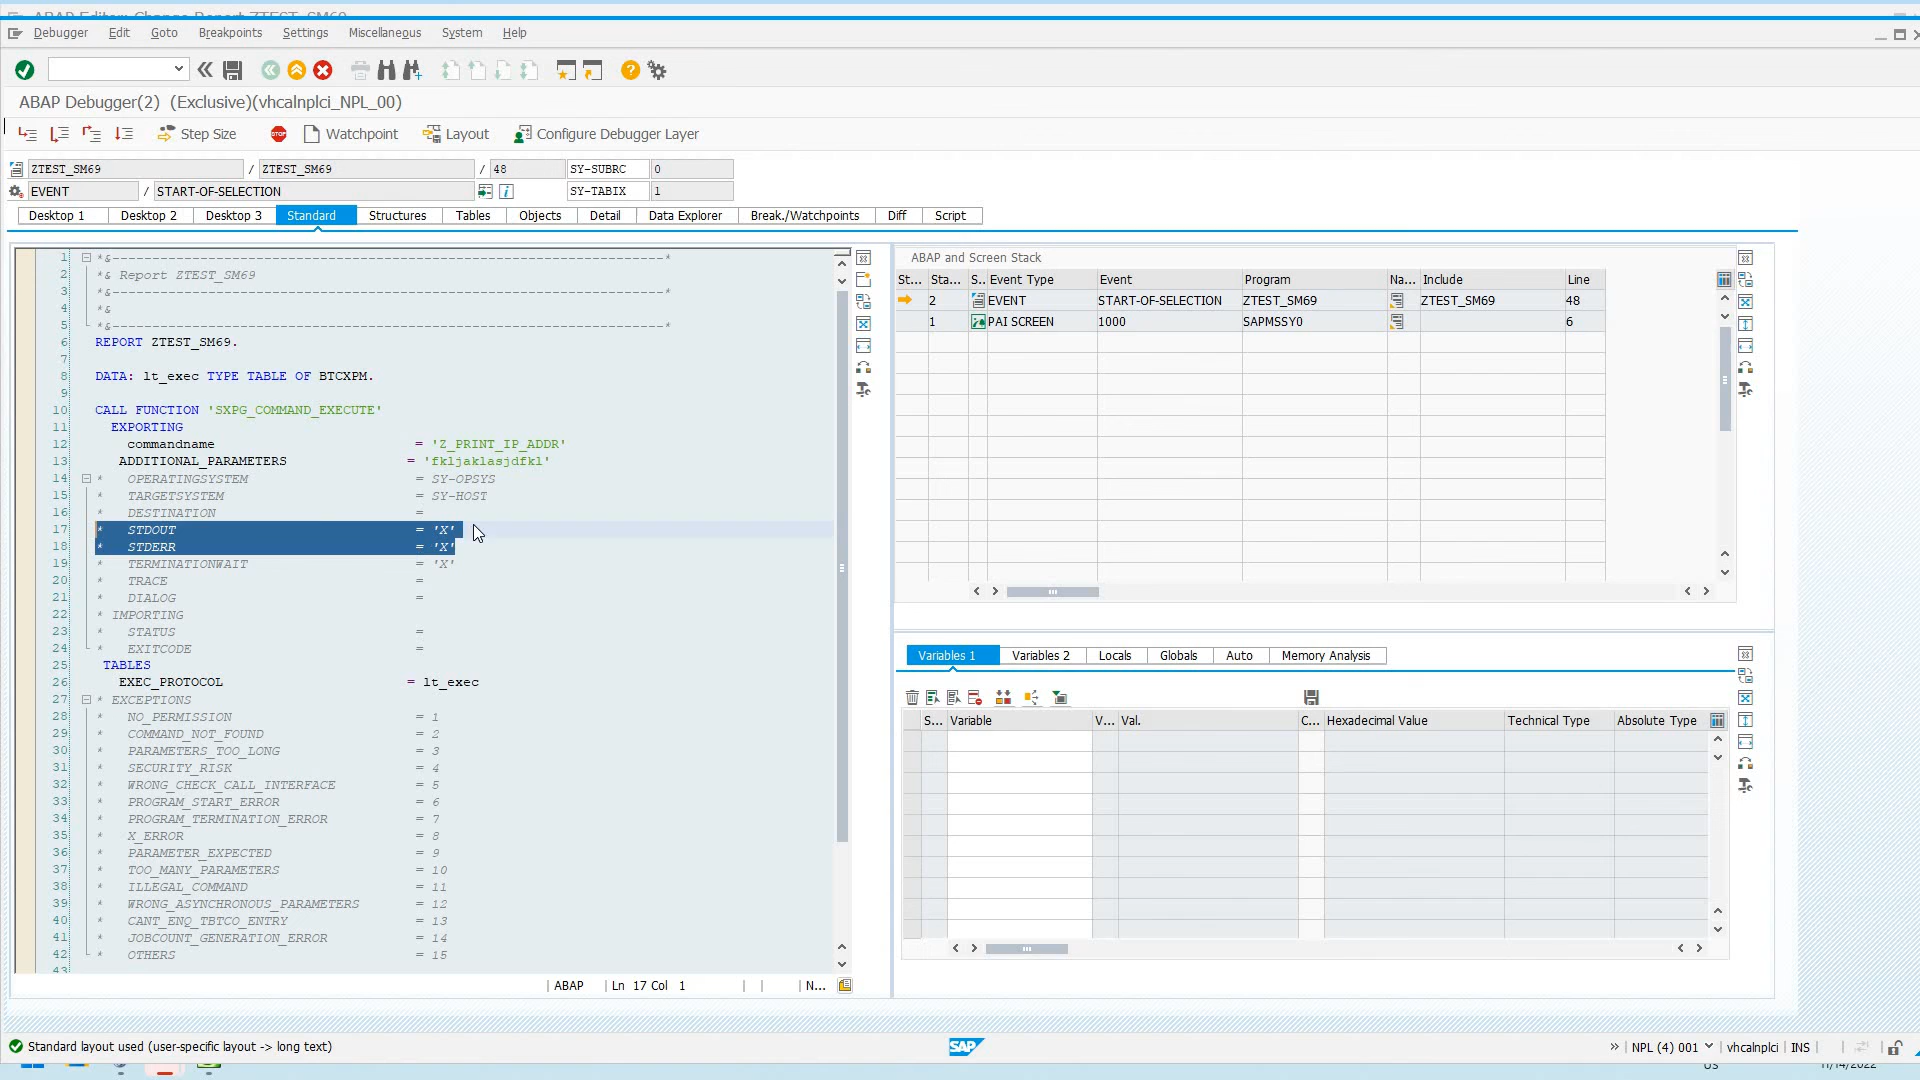 ABAP Editor: Change Report ZTEST_SM69
Debugger Edit Goto Breakpoints Settings Miscellaneous System Help
ABAP Debugger(2) (Exclusive)(vhcalnplci_NPL_00)
Step Size STOP Watchpoint Layout Configure Debugger Layer
ZTEST_SM69 / ZTEST_SM69 / 48 SY-SUBRC 0
EVENT / START-OF-SELECTION SY-TABIX 1
Desktop 1 Desktop 2 Desktop 3 Standard Structures Tables Objects Detail Data Explorer Break./Watchpoints Diff Script
1 *&---------------------------------------------------------------------*
2 *& Report ZTEST_SM69
3 *&---------------------------------------------------------------------*
4 *&
5 *&---------------------------------------------------------------------*
6 REPORT ZTEST_SM69.
7
8 DATA: lt_exec TYPE TABLE OF BTCXPM.
9
10 CALL FUNCTION 'SXPG_COMMAND_EXECUTE'
11 EXPORTING
12 commandname = 'Z_PRINT_IP_ADDR'
13 ADDITIONAL_PARAMETERS = 'fkljaklasjdfkl'
14 * OPERATINGSYSTEM = SY-OPSYS
15 * TARGETSYSTEM = SY-HOST
16 * DESTINATION =
17 * STDOUT = 'X'
18 * STDERR = 'X'
19 * TERMINATIONWAIT = 'X'
20 * TRACE =
21 * DIALOG =
22 * IMPORTING
23 * STATUS =
24 * EXITCODE =
25 TABLES
26 EXEC_PROTOCOL = lt_exec
27 * EXCEPTIONS
28 * NO_PERMISSION = 1
29 * COMMAND_NOT_FOUND = 2
30 * PARAMETERS_TOO_LONG = 3
31 * SECURITY_RISK = 4
32 * WRONG_CHECK_CALL_INTERFACE = 5
33 * PROGRAM_START_ERROR = 6
34 * PROGRAM_TERMINATION_ERROR = 7
35 * X_ERROR = 8
36 * PARAMETER_EXPECTED = 9
37 * TOO_MANY_PARAMETERS = 10
38 * ILLEGAL_COMMAND = 11
39 * WRONG_ASYNCHRONOUS_PARAMETERS = 12
40 * CANT_ENQ_TBTCO_ENTRY = 13
41 * JOBCOUNT_GENERATION_ERROR = 14
42 * OTHERS = 15
43
ABAP Ln 17 Col 1 N...
ABAP and Screen Stack
St... Sta... S.. Event Type Event Program Na... Include Line
2 EVENT START-OF-SELECTION ZTEST_SM69 ZTEST_SM69 48
1 PAI SCREEN 1000 SAPMSSY0 6
Variables 1 Variables 2 Locals Globals Auto Memory Analysis
S... Variable V... Val. C... Hexadecimal Value Technical Type Absolute Type
Standard layout used (user-specific layout -> long text)
SAP
NPL (4) 001 vhcalnplci INS
US
11/14/2022